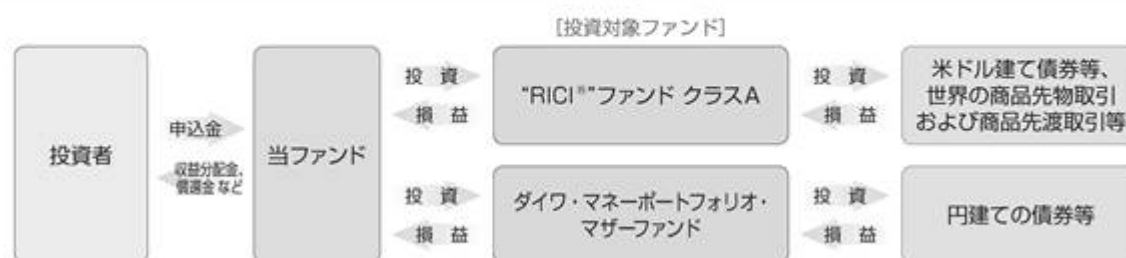 [投資対象ファンド]
投資者
申込金
収益分配金、
償還金 など
当ファンド
投 資
損 益
"RICI®"ファンド クラスA
投 資
損 益
米ドル建て債券等、
世界の商品先物取引
および商品先渡取引等
投 資
損 益
ダイワ・マネーポートフォリオ・
マザーファンド
投 資
損 益
円建ての債券等